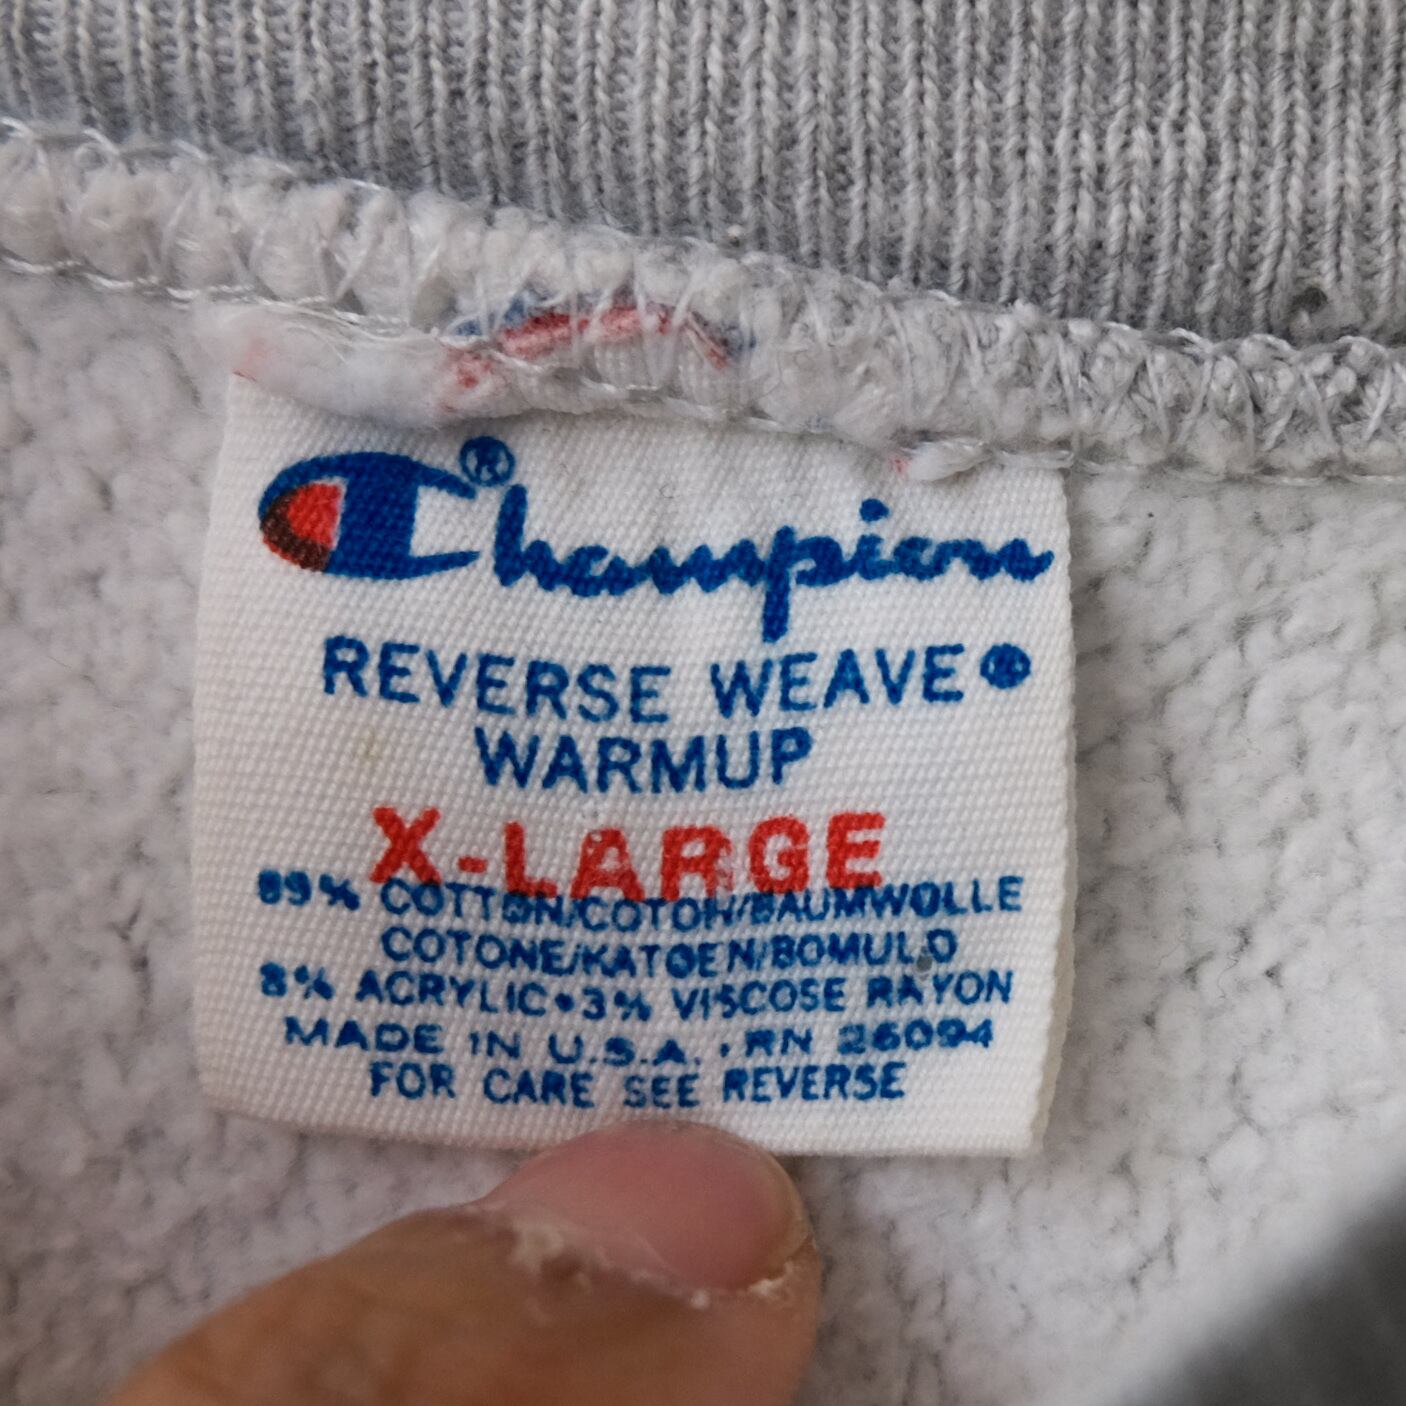 Champion®
REVERSE WEAVE®
WARMUP
X-LARGE
89% COTTON/COTON/BAUMWOLLE
COTONE/KATOEN/BOMULD
8% ACRYLIC•3% VISCOSE RAYON
MADE IN U.S.A. • RN 26094
FOR CARE SEE REVERSE